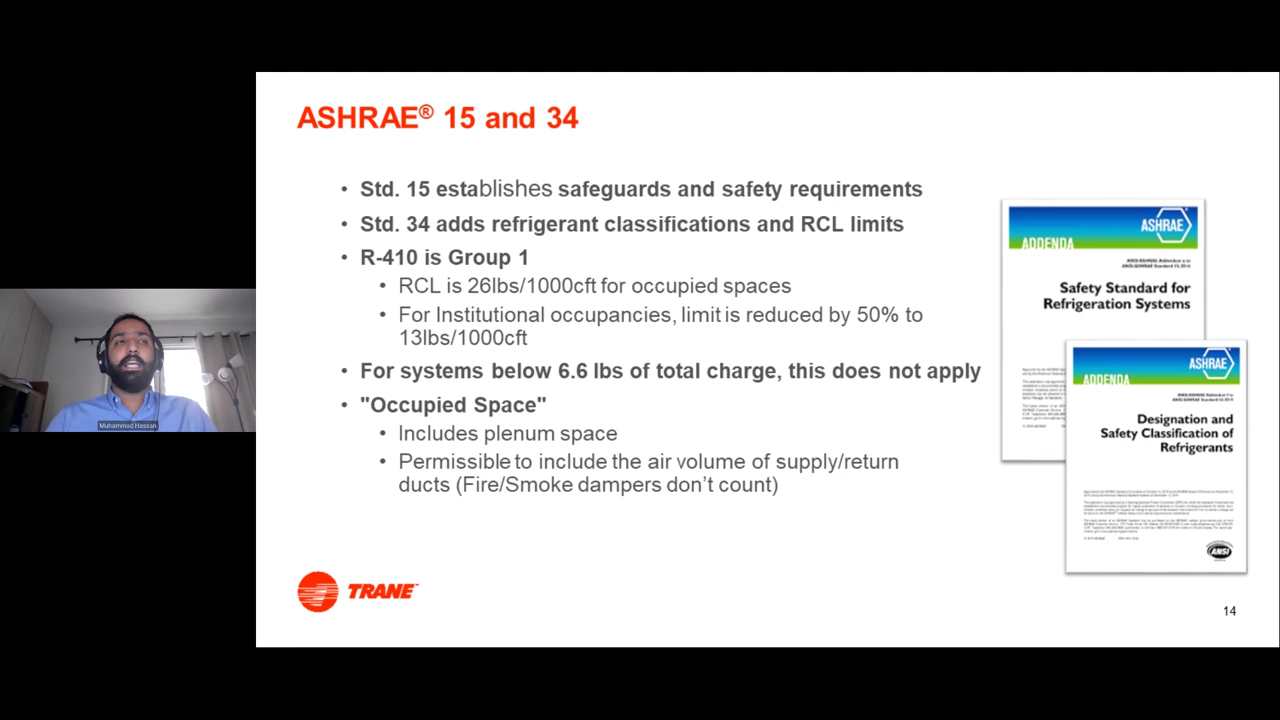 ASHRAE® 15 and 34
• Std. 15 establishes safeguards and safety requirements
• Std. 34 adds refrigerant classifications and RCL limits
• R-410 is Group 1
• RCL is 26lbs/1000cft for occupied spaces
• For Institutional occupancies, limit is reduced by 50% to
13lbs/1000cft
• For systems below 6.6 lbs of total charge, this does not apply
• "Occupied Space"
• Includes plenum space
• Permissible to include the air volume of supply/return
ducts (Fire/Smoke dampers don’t count)
ASHRAE
ADDENDA
Safety Standard for
Refrigeration Systems
ASHRAE
ADDENDA
Designation and
Safety Classification of
Refrigerants
ANSI
Muhammad Hassan
TRANE
14